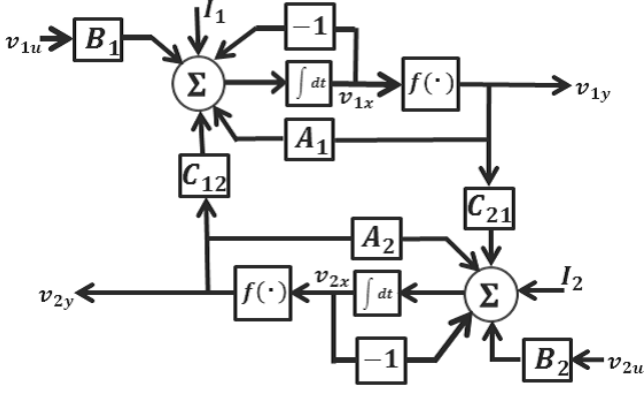 I₁
v₁ᵤ B₁ −1
Σ ∫ dt v₁ₓ f(·) v₁y
A₁
C₁₂
C₂₁
A₂
v₂y f(·) v₂ₓ ∫ dt Σ I₂
−1 B₂ v₂ᵤ